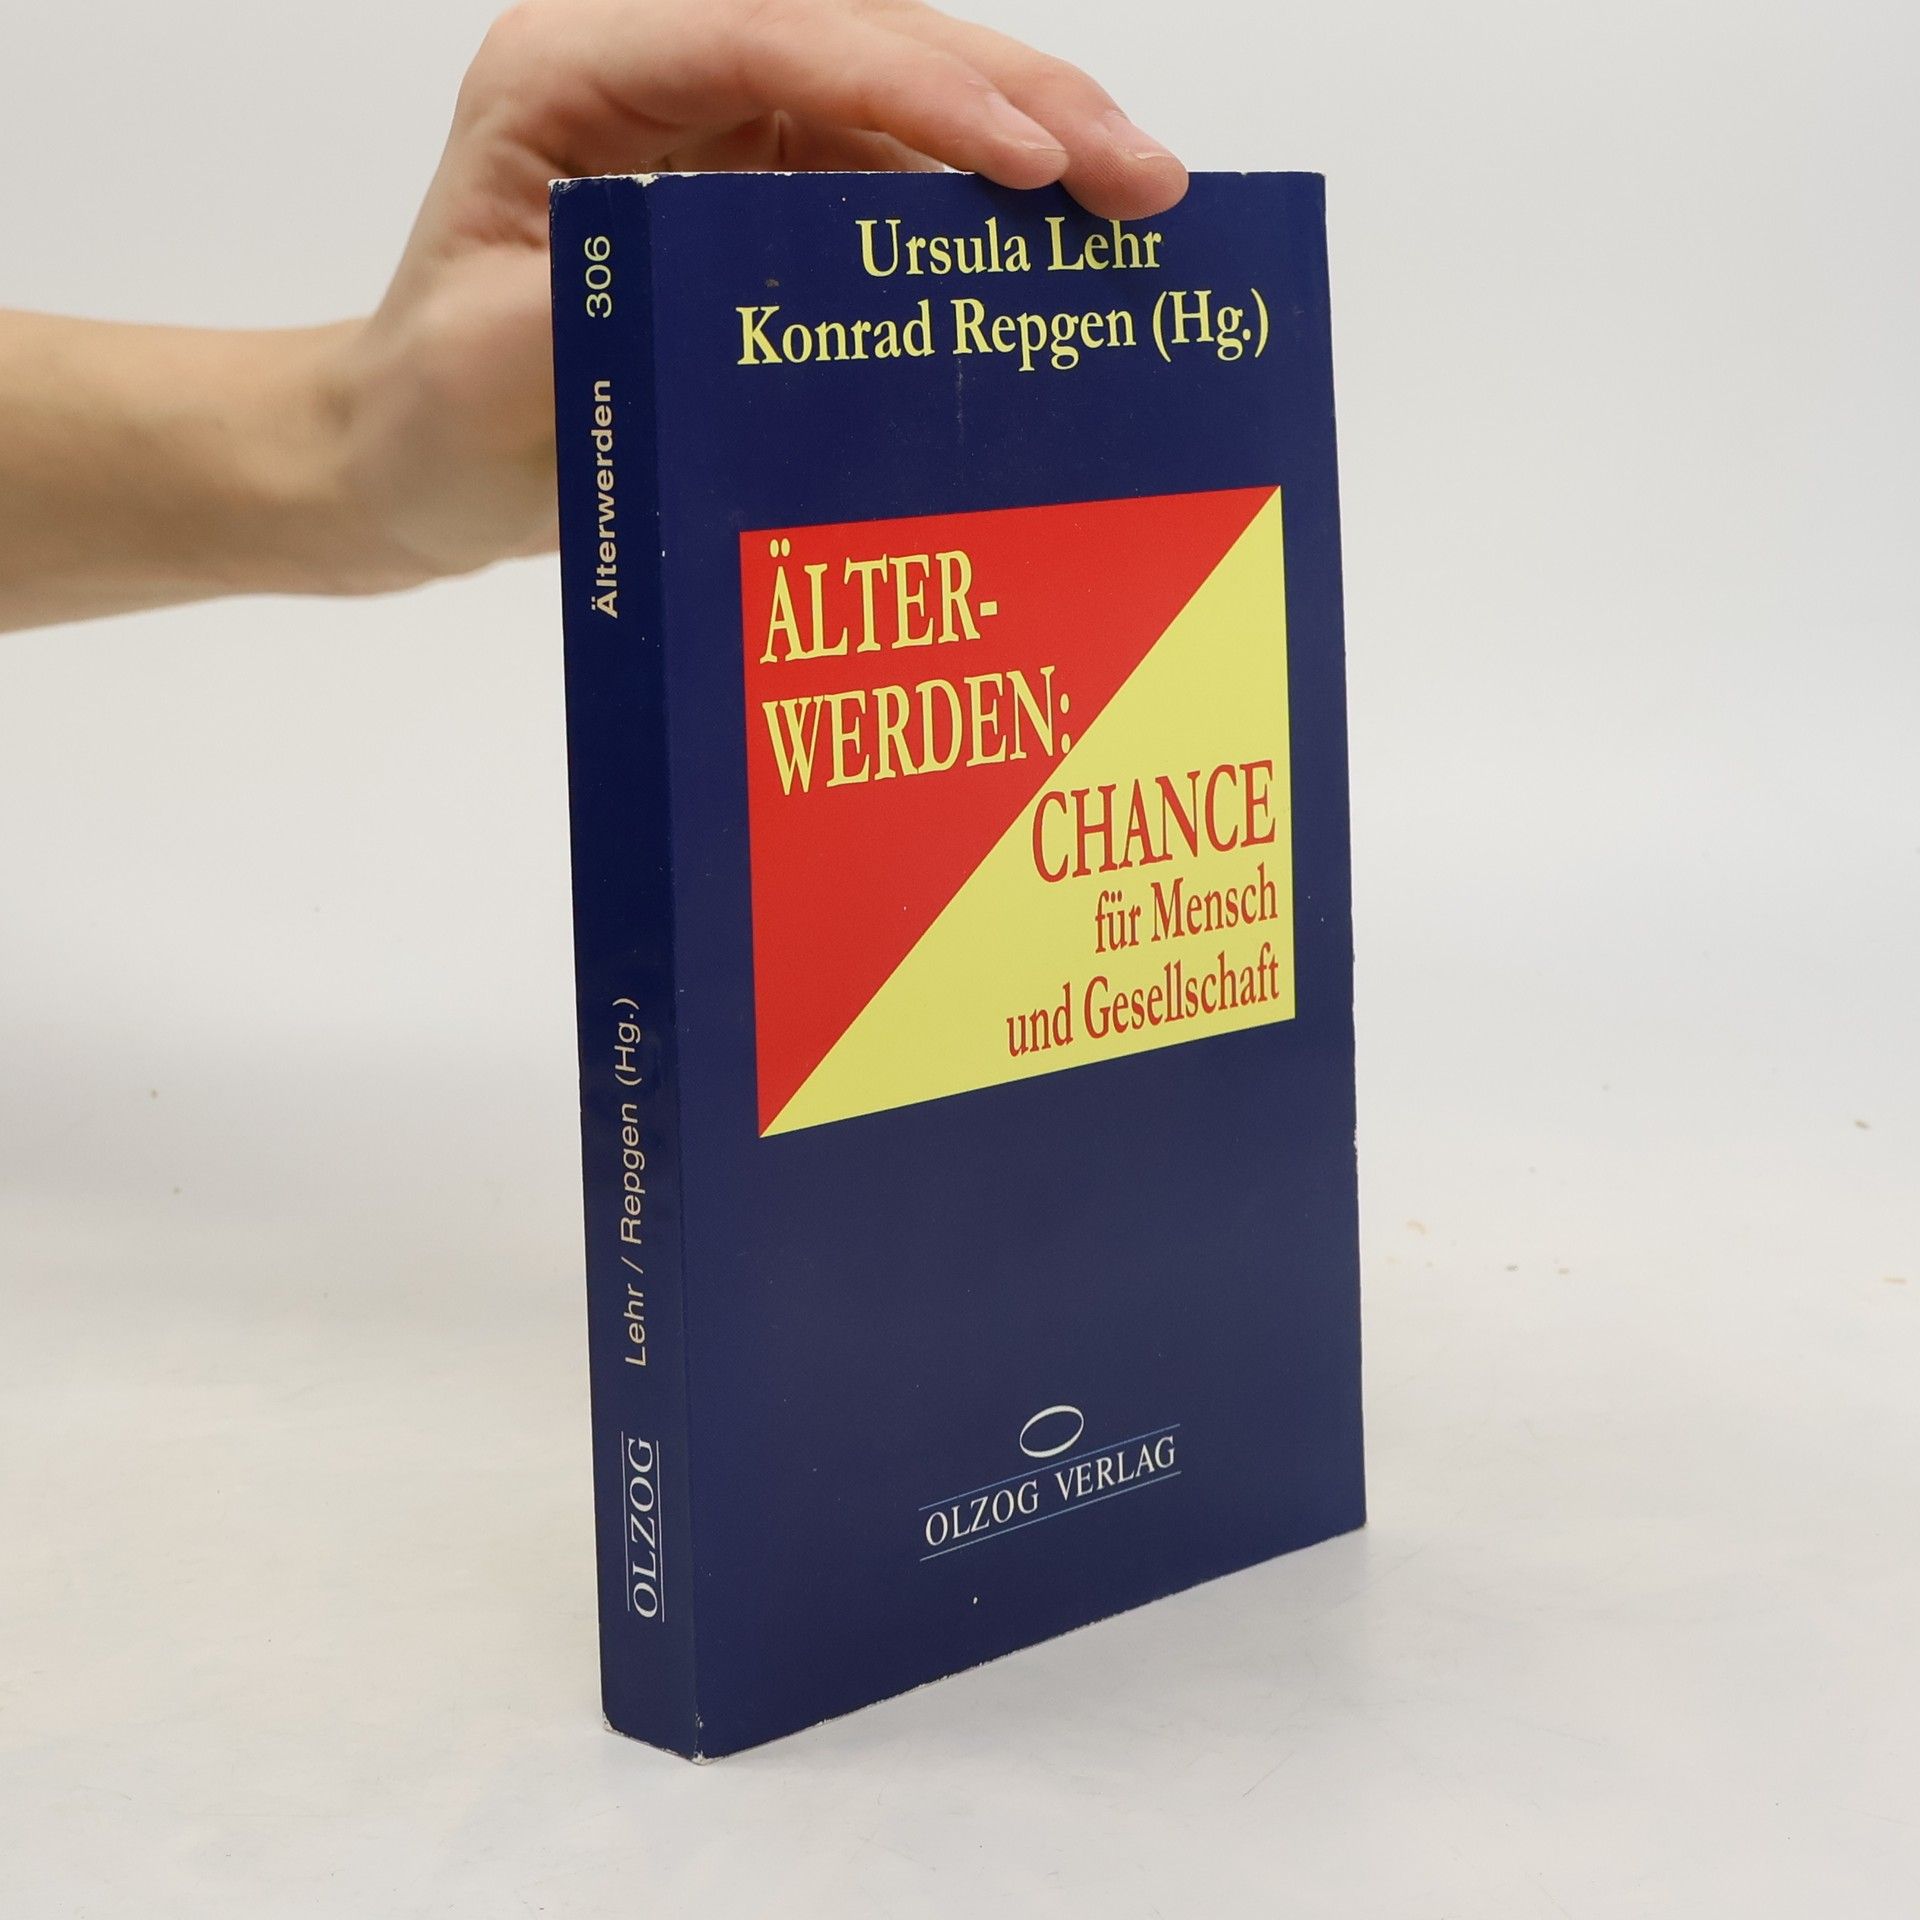 Ursula Lehr
Konrad Repgen (Hg.)
ÄLTER-
WERDEN:
CHANCE
für Mensch
und Gesellschaft
OLZOG VERLAG
OLZOG Lehr / Repgen (Hg.) Älterwerden 306